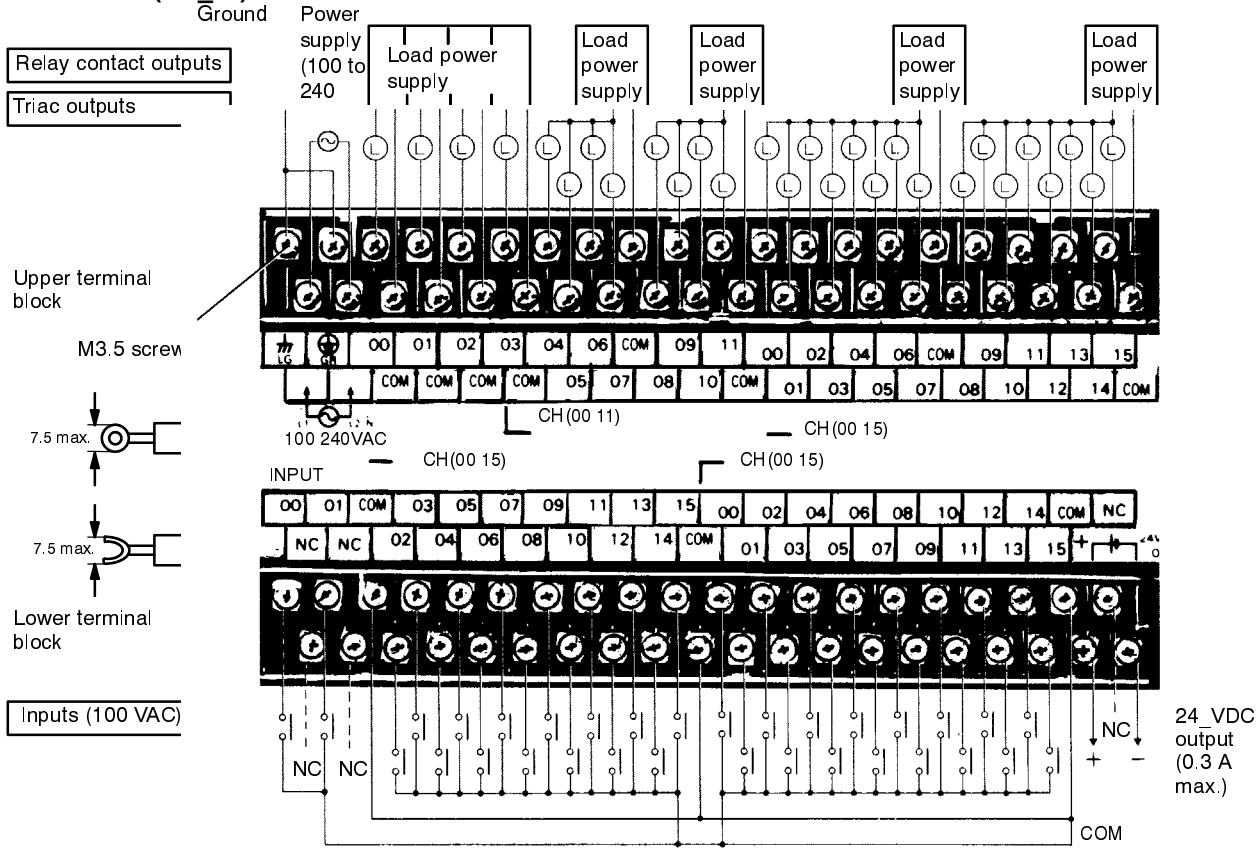 Ground
Power
supply
(100 to
240
Load power
supply
Load
power
supply
Load
power
supply
Load
power
supply
Load
power
supply
Relay contact outputs
Triac outputs
L L L L L L L L L L L L L L L L L L
L L L L L L L L L L
Upper terminal
block
M3.5 screw
LG GR 00 01 02 03 04 06 COM 09 11 00 02 04 06 COM 09 11 13 15
COM COM COM COM 05 07 08 10 COM 01 03 05 07 08 10 12 14 COM
100 240VAC
CH(00 11)
CH(00 15)
CH(00 15)
CH(00 15)
INPUT
7.5 max.
00 01 COM 03 05 07 09 11 13 15 00 02 04 06 08 10 12 14 COM NC
NC NC 02 04 06 08 10 12 14 COM 01 03 05 07 09 11 13 15 +
7.5 max.
Lower terminal
block
Inputs (100 VAC)
NC NC
NC
+ −
24_VDC
output
(0.3 A
max.)
COM